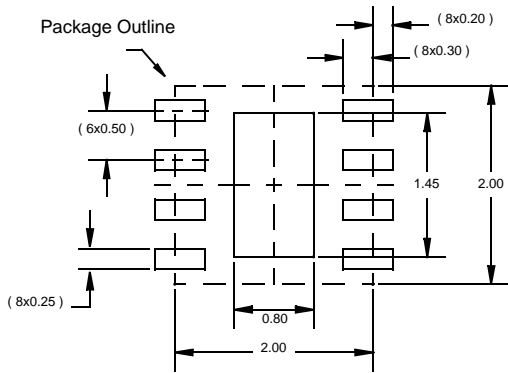 ( 8x0.20 )
Package Outline
( 8x0.30 )
( 6x0.50 )
1.45
2.00
( 8x0.25 )
0.80
2.00